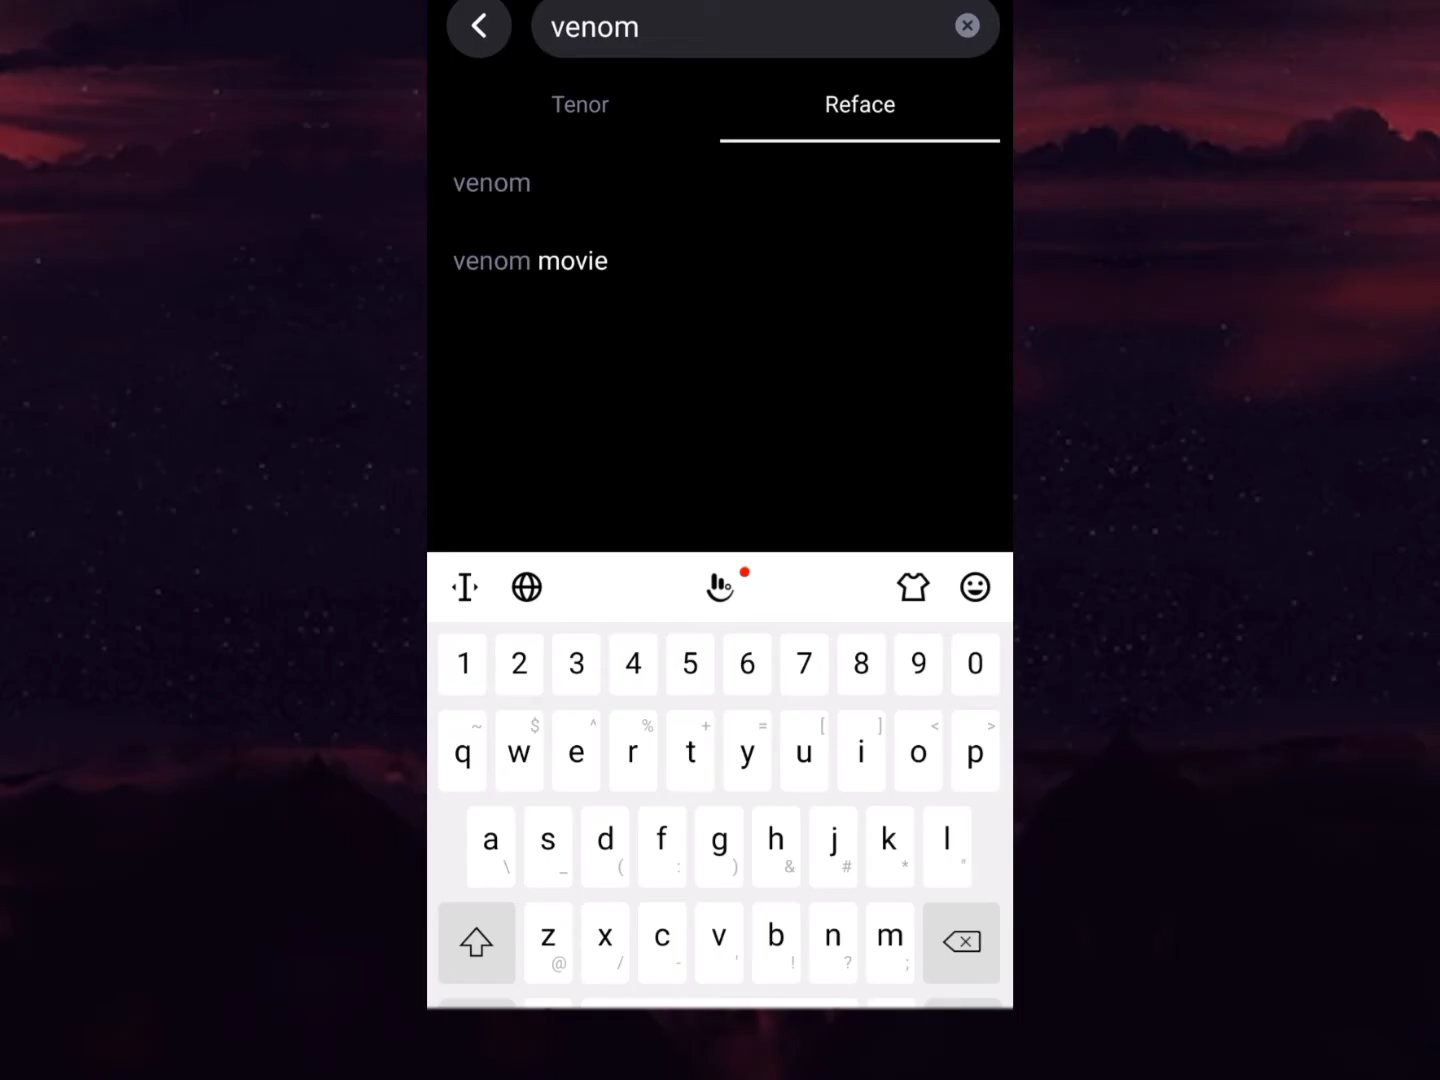 venom
Tenor Reface
venom
venom movie
1 2 3 4 5 6 7 8 9 0
~ $ ^ % + = [ ] < >
q w e r t y u i o p
a s d f g h j k l
\ _ ( : ) & # * "
z x c v b n m
@ / - ' ! ? ;